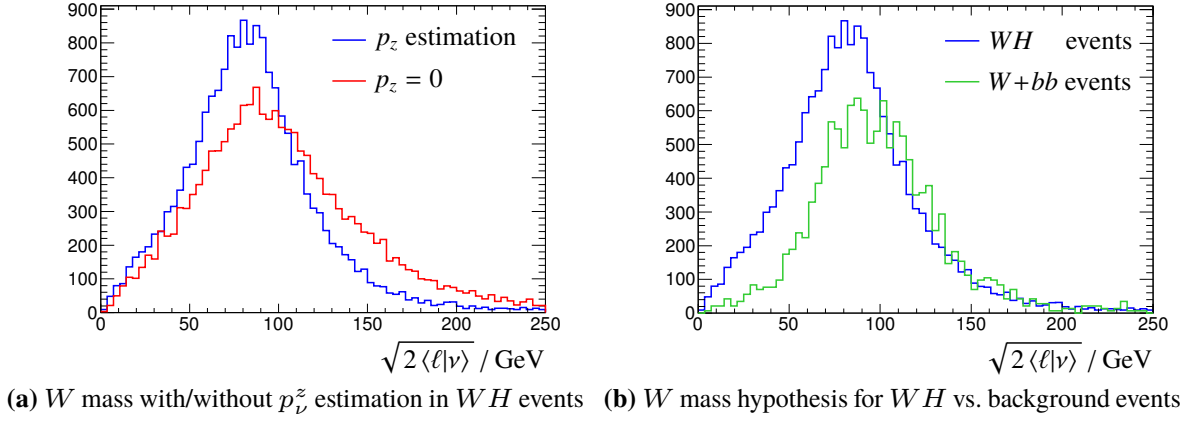 900
800
700
600
500
400
300
200
100
0
0 50 100 150 200 250
p_z estimation
p_z = 0
√2 ⟨ℓ|ν⟩ / GeV
900
800
700
600
500
400
300
200
100
0
0 50 100 150 200 250
WH events
W+bb events
√2 ⟨ℓ|ν⟩ / GeV
(a) W mass with/without p_ν^z estimation in WH events
(b) W mass hypothesis for WH vs. background events